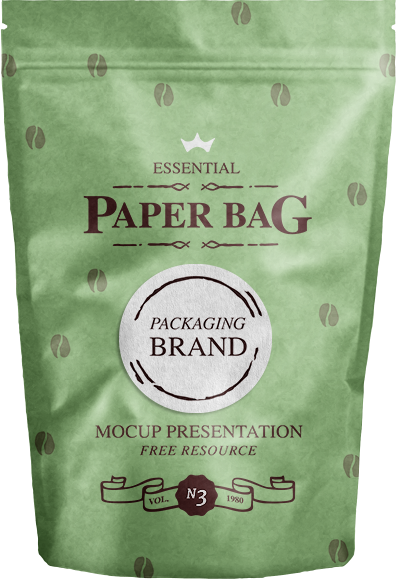 ESSENTIAL
PAPER BAG
PACKAGING
BRAND
MOCUP PRESENTATION
FREE RESOURCE
VOL. N3 1980